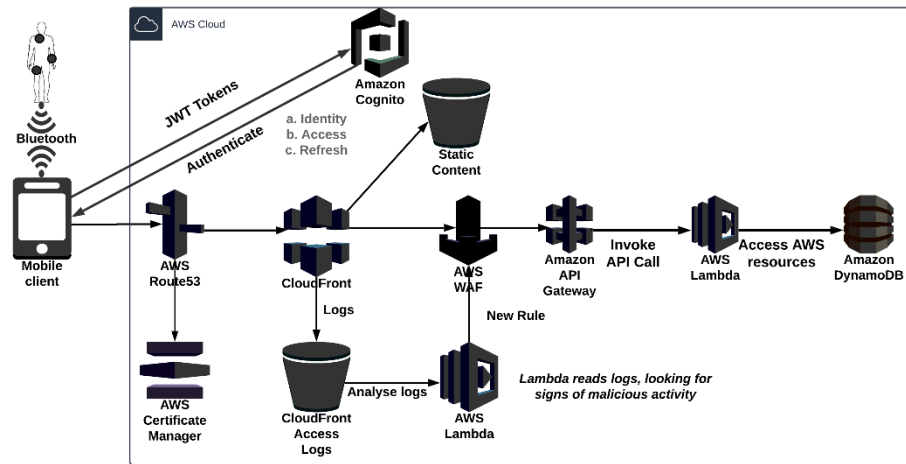 AWS Cloud
Bluetooth
Mobile
client
JWT Tokens
Authenticate
Amazon
Cognito
a. Identity
b. Access
c. Refresh
Static
Content
AWS
Route53
CloudFront
AWS
WAF
Amazon
API
Gateway
Invoke
API Call
AWS
Lambda
Access AWS
resources
Amazon
DynamoDB
Logs
New Rule
AWS
Certificate
Manager
CloudFront
Access
Logs
Analyse logs
AWS
Lambda
Lambda reads logs, looking for
signs of malicious activity